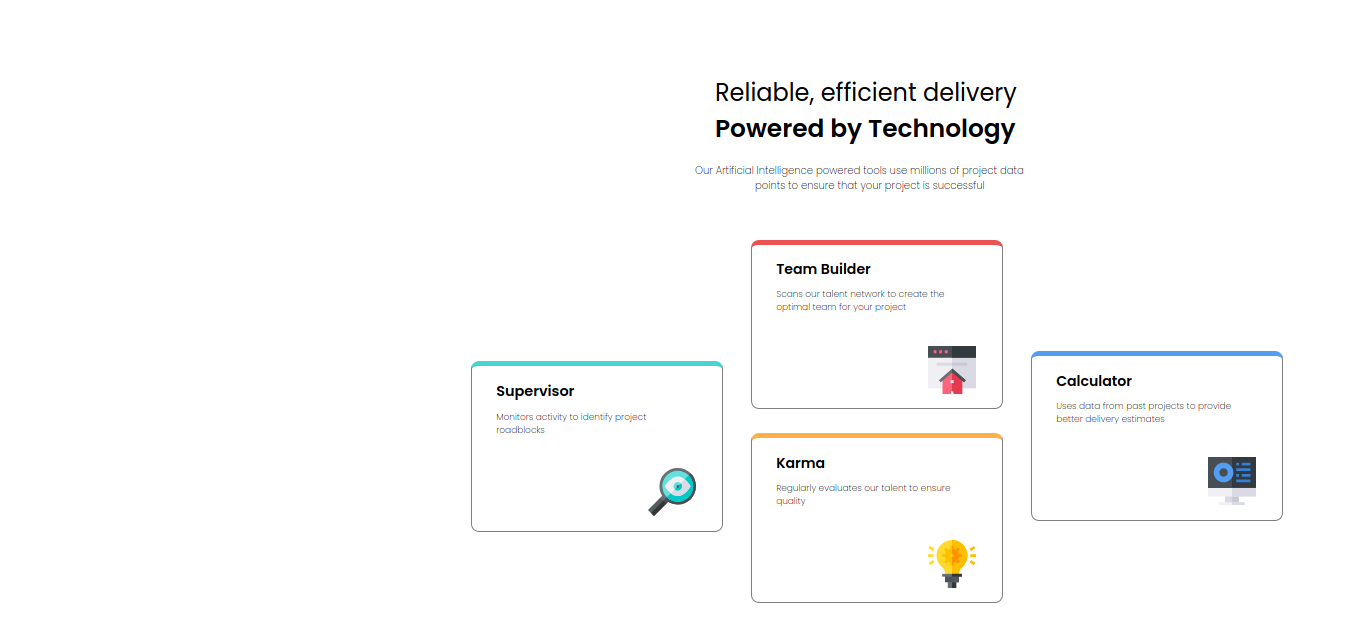 Reliable, efficient delivery
Powered by Technology
Our Artificial Intelligence powered tools use millions of project data
points to ensure that your project is successful
Supervisor
Monitors activity to identify project
roadblocks
Team Builder
Scans our talent network to create the
optimal team for your project
Karma
Regularly evaluates our talent to ensure
quality
Calculator
Uses data from past projects to provide
better delivery estimates